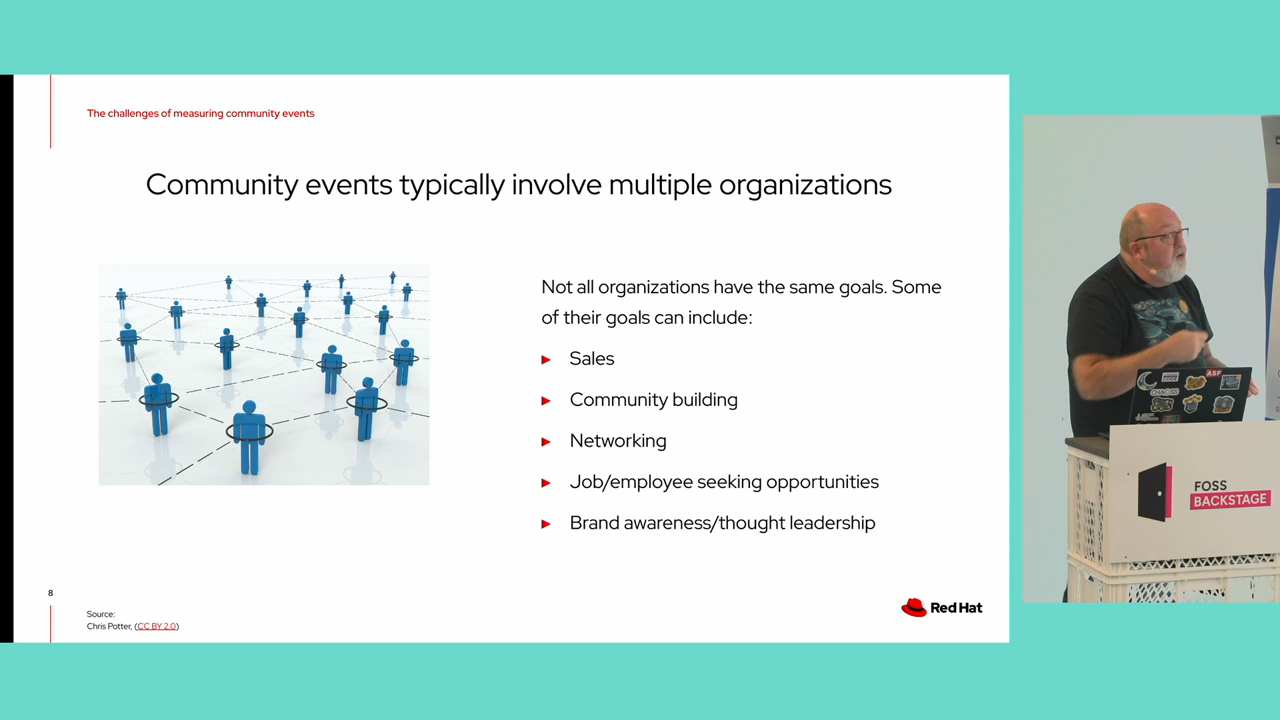 The challenges of measuring community events
Community events typically involve multiple organizations
Not all organizations have the same goals. Some
of their goals can include:
Sales
Community building
Networking
Job/employee seeking opportunities
Brand awareness/thought leadership
8
Source:
Chris Potter, (CC BY 2.0)
Red Hat
ASF
FOSS
BACKSTAGE